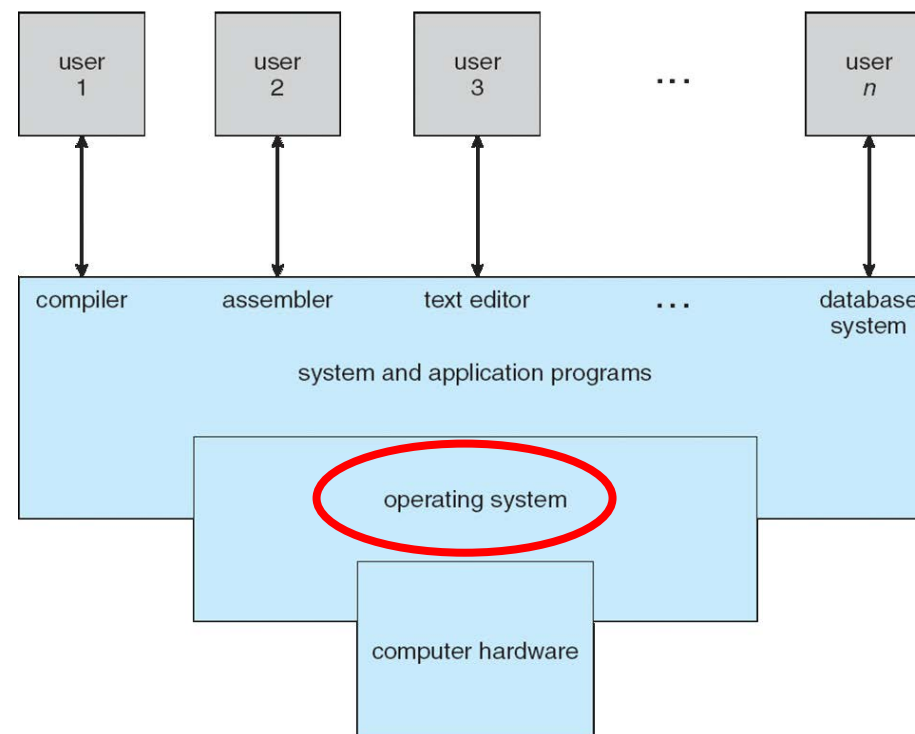 user
1
user
2
user
3
...
user
n
compiler
assembler
text editor
...
database
system
system and application programs
operating system
computer hardware